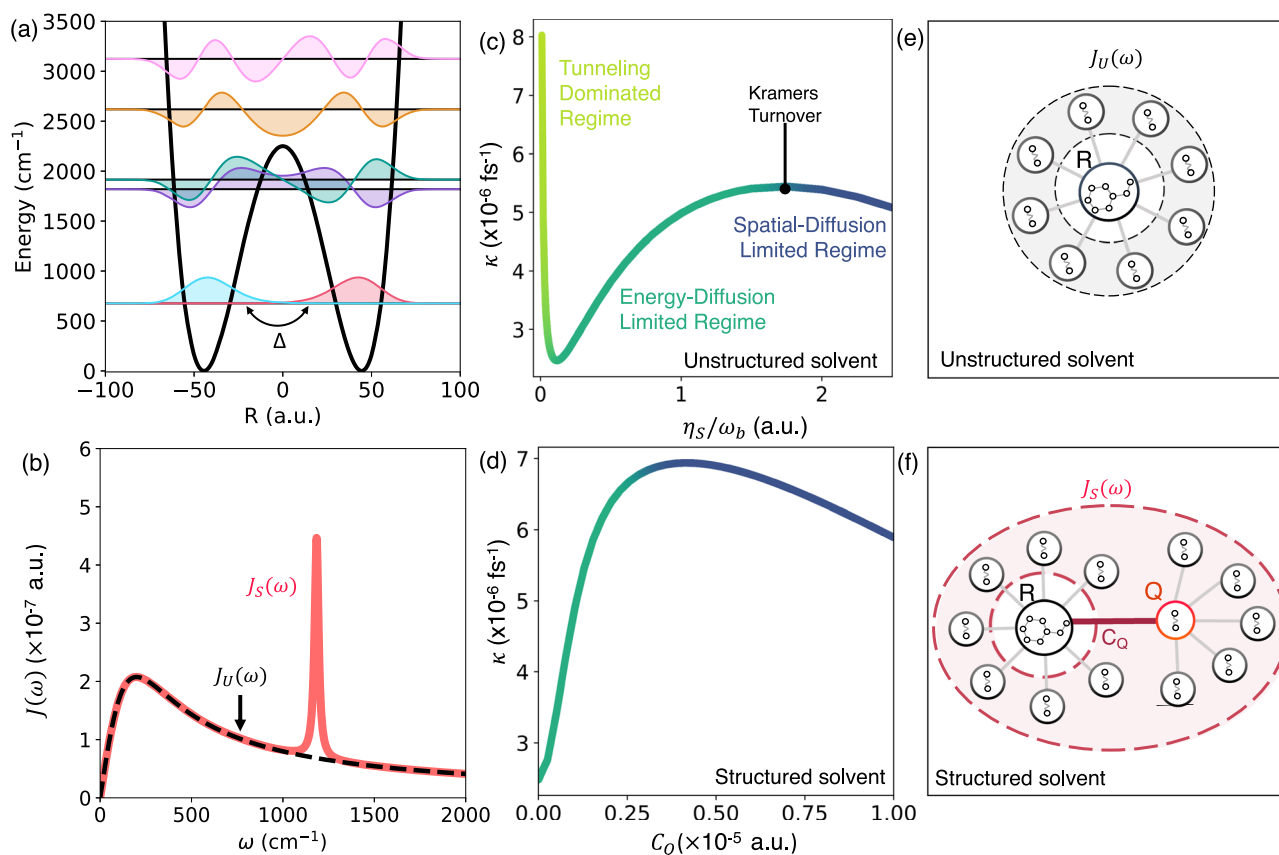 (a)
3500
3000
2500
2000
1500
1000
500
0
Energy (cm⁻¹)
Δ
−100
−50
0
50
100
R (a.u.)
(c)
8
7
6
5
4
3
κ (x10⁻⁶ fs⁻¹)
Tunneling
Dominated
Regime
Kramers
Turnover
Spatial-Diffusion
Limited Regime
Energy-Diffusion
Limited Regime
Unstructured solvent
0
1
2
η_S/ω_b (a.u.)
(e)
J_U(ω)
R
Unstructured solvent
(b)
6
5
4
3
2
1
0
J(ω) (×10⁻⁷ a.u.)
J_S(ω)
J_U(ω)
0
500
1000
1500
2000
ω (cm⁻¹)
(d)
7
6
5
4
3
κ (x10⁻⁶ fs⁻¹)
Structured solvent
0.00
0.25
0.50
0.75
1.00
C_Q(×10⁻⁵ a.u.)
(f)
J_S(ω)
R
Q
C_Q
Structured solvent